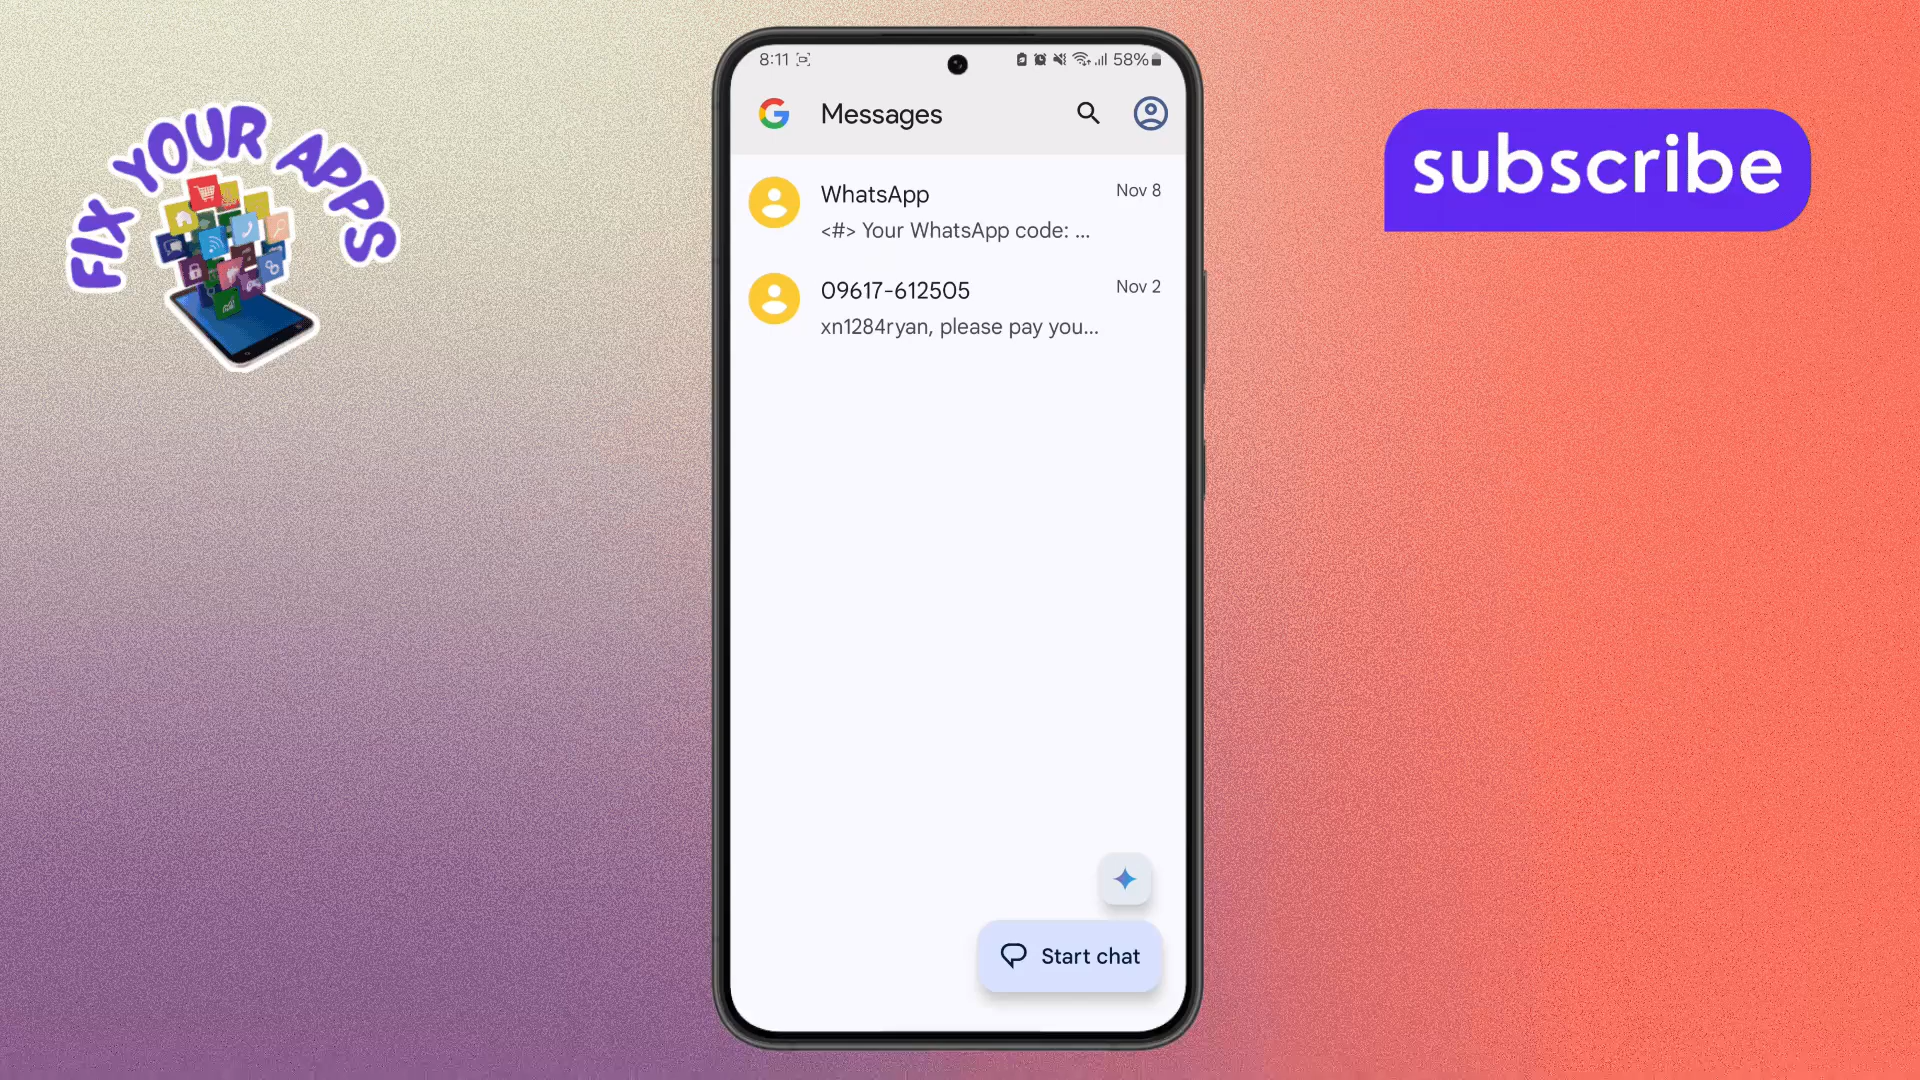 FIX YOUR APPS
8:11
58%
Messages
subscribe
WhatsApp
Nov 8
<#> Your WhatsApp code: ...
09617-612505
Nov 2
xn1284ryan, please pay you...
Start chat